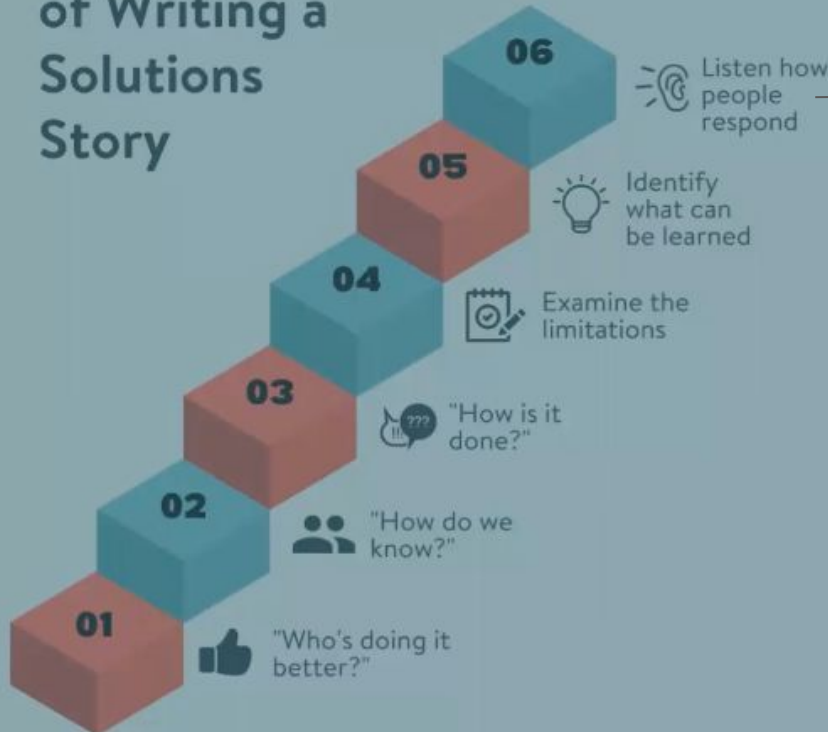 of Writing a
Solutions
Story
06
Listen how
people
respond
05
Identify
what can
be learned
04
Examine the
limitations
03
???
!!!
"How is it
done?"
02
"How do we
know?"
01
"Who's doing it
better?"